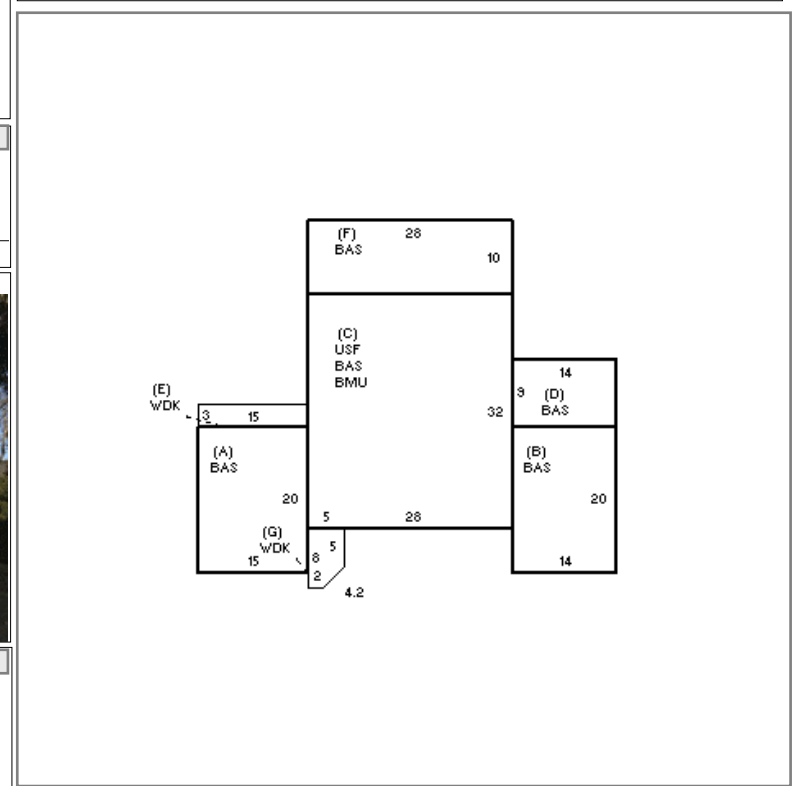 (F)
BAS
28
10
(C)
USF
BAS
BMU
32
28
5
14
9
(D)
BAS
(E)
WDK
3
15
(A)
BAS
20
15
(B)
BAS
20
14
(G)
WDK
8
5
2
4.2